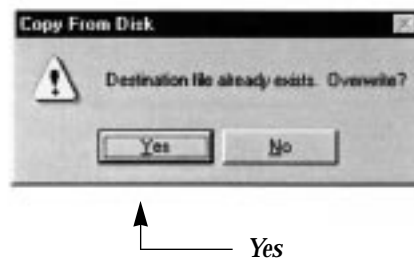 Copy From Disk
Destination file already exists. Overwrite?
Yes
No
Yes